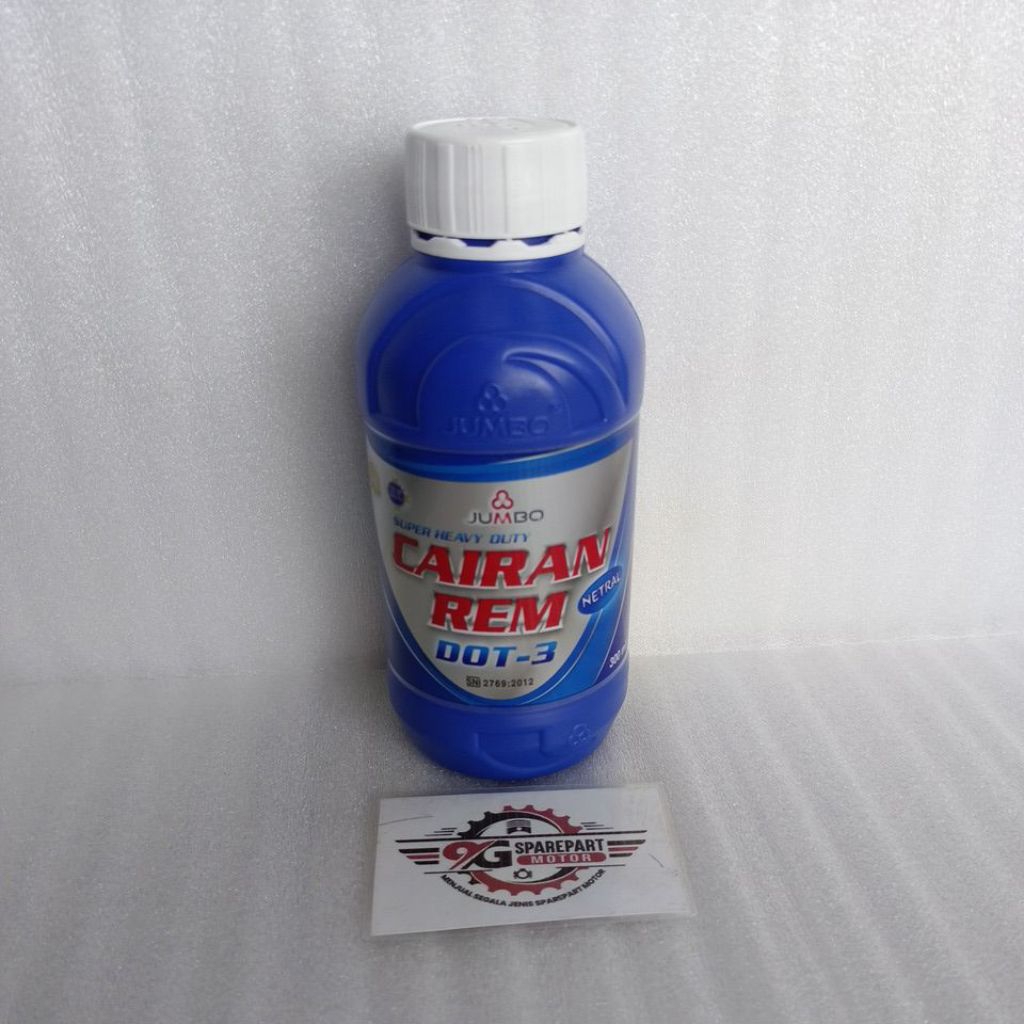 JUMBO
JUMBO
SUPER HEAVY DUTY
CAIRAN
REM
NETRAL
DOT-3
300
SNI 2769:2012
9G SPAREPART
MOTOR
MENJUAL SEGALA JENIS SPAREPART MOTOR